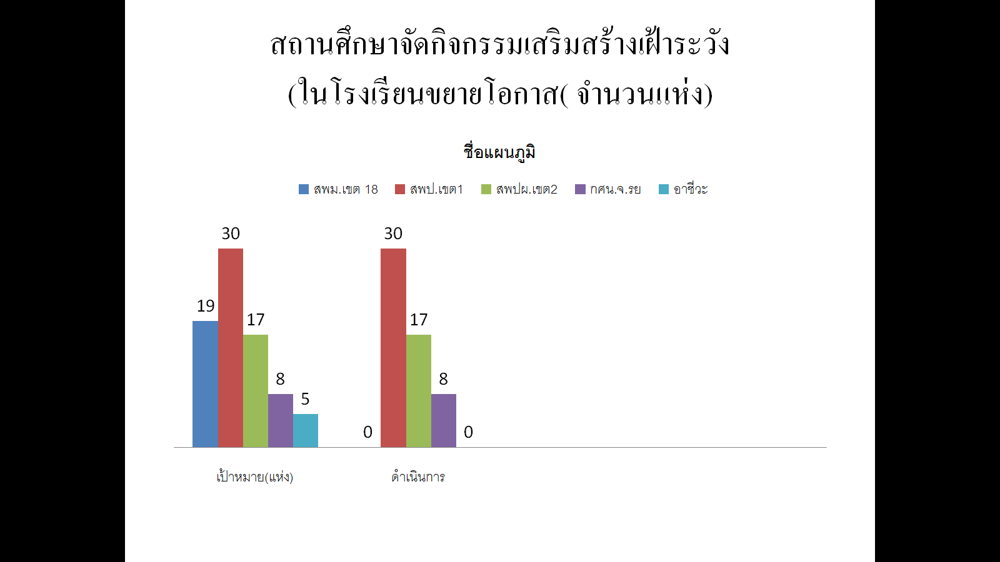 สถานศึกษาจัดกิจกรรมเสริมสร้างเฝ้าระวัง
(ในโรงเรียนขยายโอกาส( จำนวนแห่ง)
ชื่อแผนภูมิ
สพม.เขต 18 สพป.เขต1 สพปผ.เขต2 กศน.จ.รย อาชีวะ
30 30
19 17 17
8 8
5
0 0
เป้าหมาย(แห่ง) ดำเนินการ